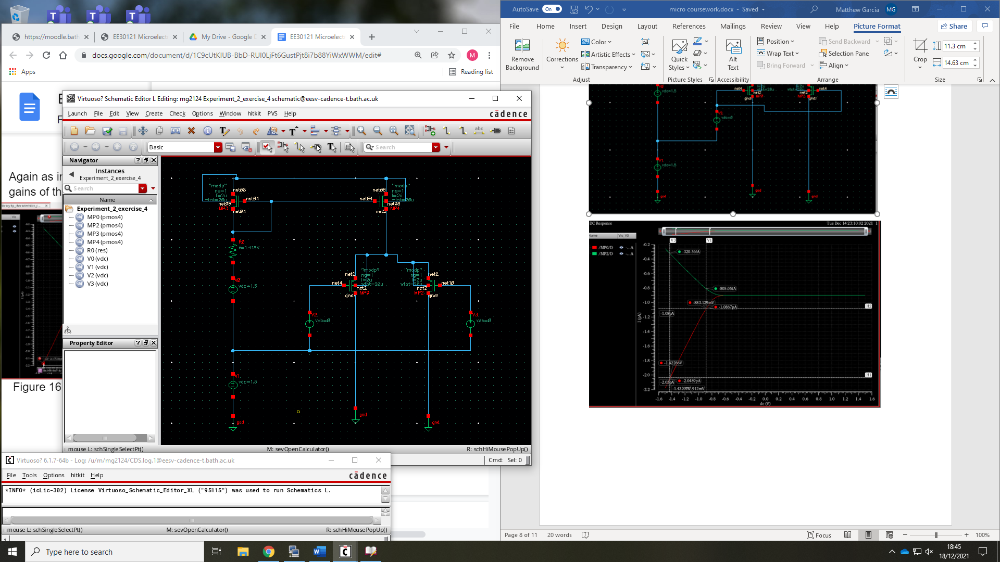 AutoSave On
micro coursework.docx - Saved
Matthew Garcia MG
File Home Insert Design Layout References Mailings Review View Help Picture Format Share
Remove Background
Corrections
Color
Artistic Effects
Transparency
Quick Styles
Alt Text
Position
Wrap Text
Bring Forward
Send Backward
Selection Pane
Align
Crop
11.3 cm
14.63 cm
Adjust Picture Styles Accessibility Arrange Size
https://moodle.bat
EE30121 Microelect
My Drive - Google D
EE30121 Microelect
docs.google.com/document/d/1C9cUtKIUB-BbD-RUI0LjFt6GustPjt8i7b88YiWxWWM/edit#
M
Apps
Reading list
Again as in
gains of th
Figure 16
Virtuoso? Schematic Editor L Editing: mg2124 Experiment_2_exercise_4 schematic@eesv-cadence-t.bath.ac.uk
Launch File Edit View Create Check Options Window hitkit PVS Help
cādence
Basic
Search
Navigator
Instances
Experiment_2_exercise_4
Search
Name
Experiment_2_exercise_4
MP0 (pmos4)
MP2 (pmos4)
MP3 (pmos4)
MP4 (pmos4)
R0 (res)
V0 (vdc)
V1 (vdc)
V2 (vdc)
V3 (vdc)
Property Editor
"modp"
ng=1
l=2u
wtot=20u
net04
MP3
net04
net04
"modp"
ng=1
l=2u
wtot=20u
MP4
net2
R0
r=1.415K
V0
vdc=1.5
net2
net4
"modp"
ng=1
l=2u
wtot=20u
net2
MP0
gnd!
"modp"
ng=1
l=2u
wtot=20u
net2
net10
net2
MP2
gnd!
V2
vdc=0
V3
vdc=0
V1
vdc=1.5
gnd
gnd
gnd
mouse L: schSingleSelectPt() M: sevOpenCalculator() R: schHiMousePopUp()
Cmd: Sel: 0
Virtuoso? 6.1.7-64b - Log: /u/m/mg2124/CDS.log.1@eesv-cadence-t.bath.ac.uk
File Tools Options hitkit Help
cādence
*INFO* (icLic-302) License Virtuoso_Schematic_Editor_XL ("95115") was used to run Schematics L.
mouse L: schSingleSelectPt() M: sevOpenCalculator() R: schHiMousePopUp()
1
vdc=1.5
net4
net2
gnd!
net4
net2
gnd!
vdc=0
vdc=1.5
gnd
gnd
gnd
DC Response
Tue Dec 14 23:10:02 2021 1
Name Vis V3
/MP0/D
/MP2/D
V3
V1
-320.56fA
-805.05fA
-883.129mV
-1.0867pA
H2
-1.08pA
-1.42286V
H1
-2.03pA
-2.0489pA
-0.2
-0.4
-0.6
-0.8
-1.0
-1.2
-1.4
-1.6
-1.8
-2.0
-2.2
I (pA)
-1.6 -1.4 -1.2 -1.0 -0.8 -0.6 -0.4 -0.2 0.0 0.2 0.4 0.6 0.8 1.0 1.2 1.4 1.6
dc (V)
Page 8 of 11 20 words
Focus
100%
Type here to search
18:45
18/12/2021